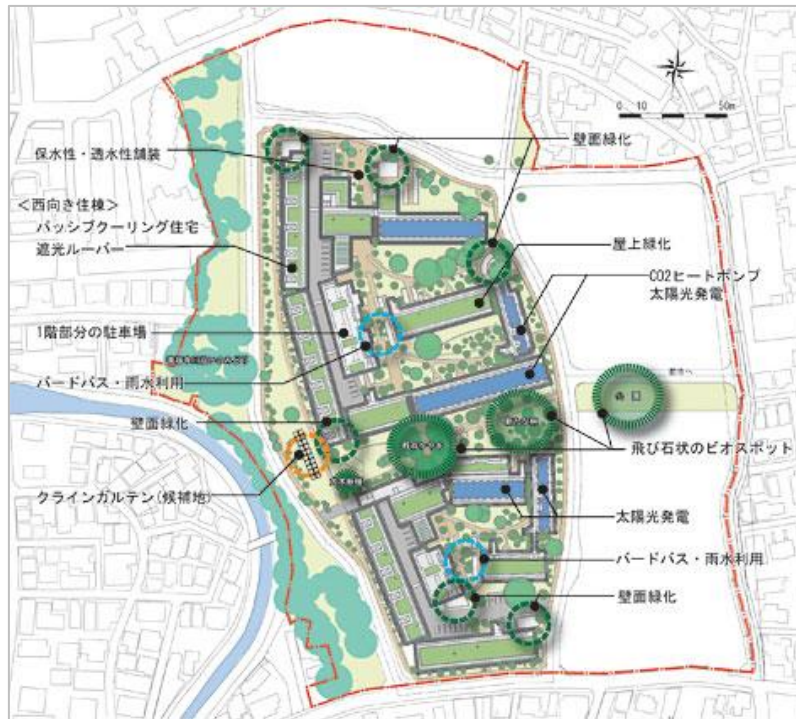 0 10 50m
壁面緑化
保水性・透水性舗装
<西向き住棟>
パッシブクーリング住宅
遮光ルーバー
屋上緑化
CO2ヒートポンプ
太陽光発電
1階部分の駐車場
バードバス・雨水利用
壁面緑化
飛び石状のビオスポット
クラインガルテン(候補地)
太陽光発電
バードバス・雨水利用
壁面緑化